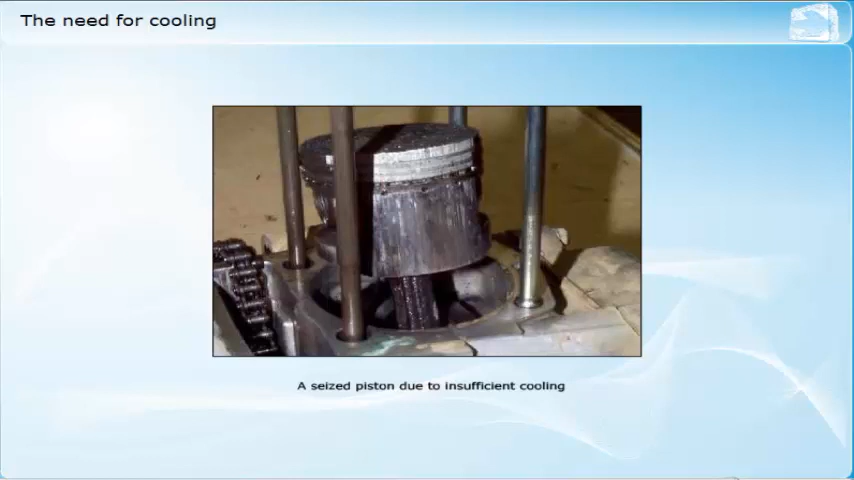 The need for cooling
A seized piston due to insufficient cooling